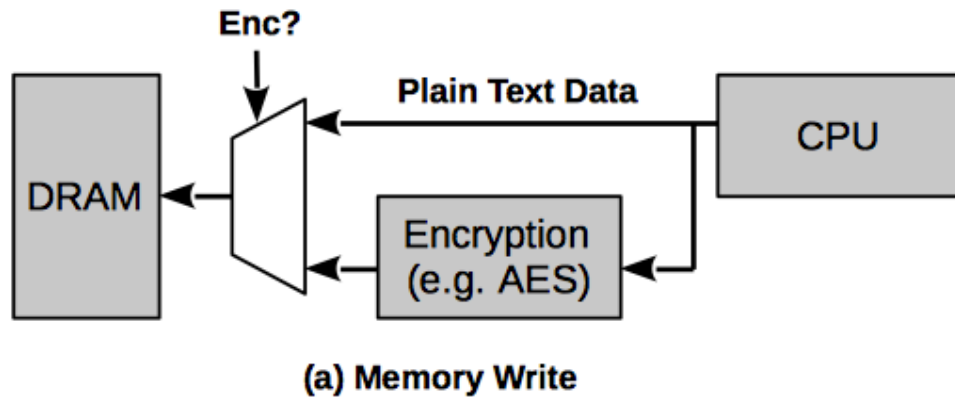 Enc?
Plain Text Data
CPU
DRAM
Encryption
(e.g. AES)
(a) Memory Write